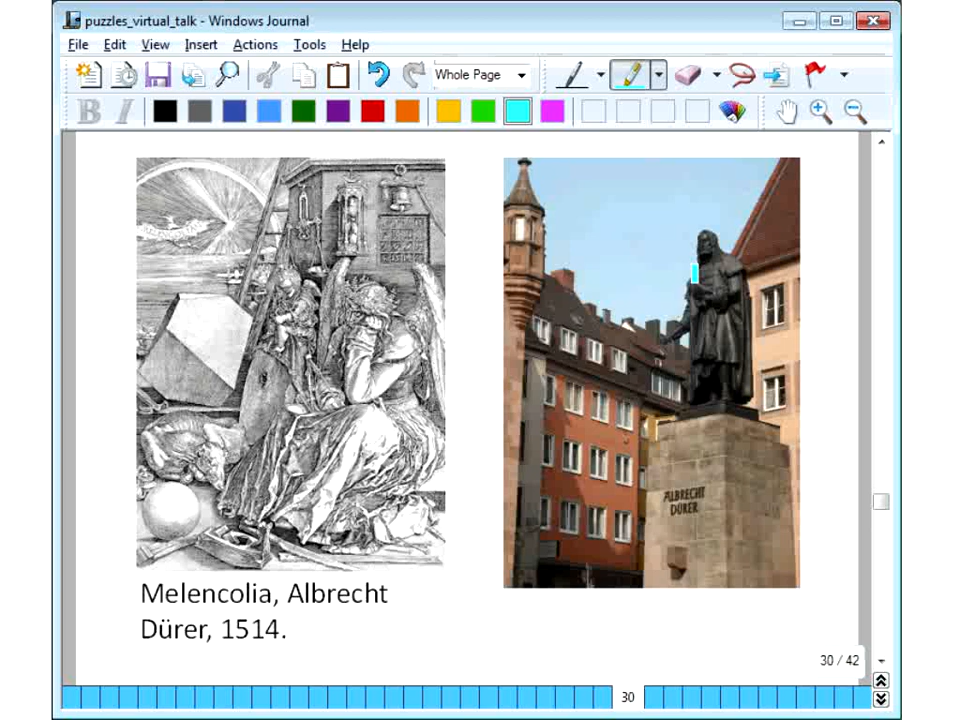 puzzles_virtual_talk - Windows Journal
File Edit View Insert Actions Tools Help
Whole Page
B I
ALBRECHT
DÜRER
Melencolia, Albrecht
Dürer, 1514.
30 / 42
30